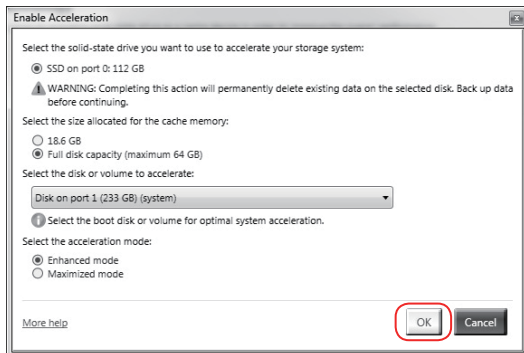 Enable Acceleration
Select the solid-state drive you want to use to accelerate your storage system:
SSD on port 0: 112 GB
WARNING: Completing this action will permanently delete existing data on the selected disk. Back up data
before continuing.
Select the size allocated for the cache memory:
18.6 GB
Full disk capacity (maximum 64 GB)
Select the disk or volume to accelerate:
Disk on port 1 (233 GB) (system)
Select the boot disk or volume for optimal system acceleration.
Select the acceleration mode:
Enhanced mode
Maximized mode
More help
OK
Cancel